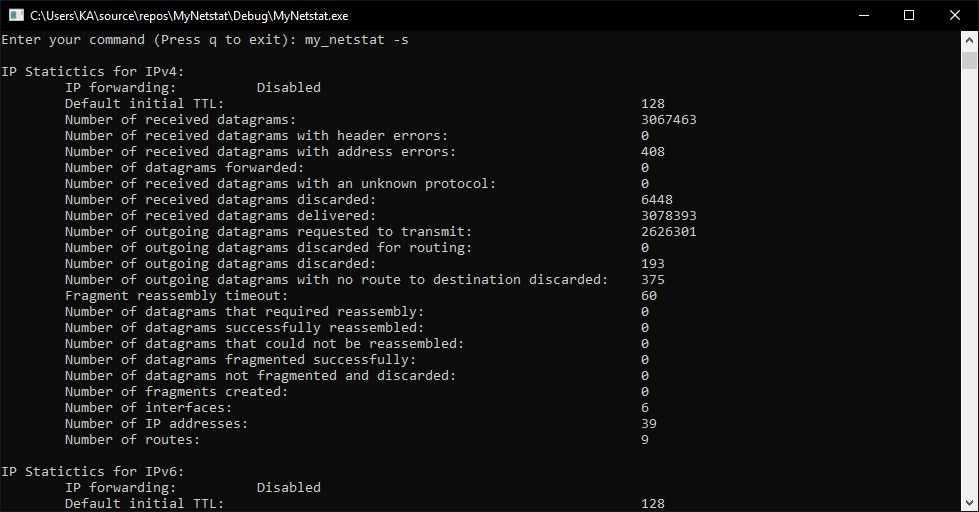 C:\Users\KA\source\repos\MyNetstat\Debug\MyNetstat.exe
Enter your command (Press q to exit): my_netstat -s
IP Statictics for IPv4:
IP forwarding: Disabled
Default initial TTL: 128
Number of received datagrams: 3067463
Number of received datagrams with header errors: 0
Number of received datagrams with address errors: 408
Number of datagrams forwarded: 0
Number of received datagrams with an unknown protocol: 0
Number of received datagrams discarded: 6448
Number of received datagrams delivered: 3078393
Number of outgoing datagrams requested to transmit: 2626301
Number of outgoing datagrams discarded for routing: 0
Number of outgoing datagrams discarded: 193
Number of outgoing datagrams with no route to destination discarded: 375
Fragment reassembly timeout: 60
Number of datagrams that required reassembly: 0
Number of datagrams successfully reassembled: 0
Number of datagrams that could not be reassembled: 0
Number of datagrams fragmented successfully: 0
Number of datagrams not fragmented and discarded: 0
Number of fragments created: 0
Number of interfaces: 6
Number of IP addresses: 39
Number of routes: 9
IP Statictics for IPv6:
IP forwarding: Disabled
Default initial TTL: 128